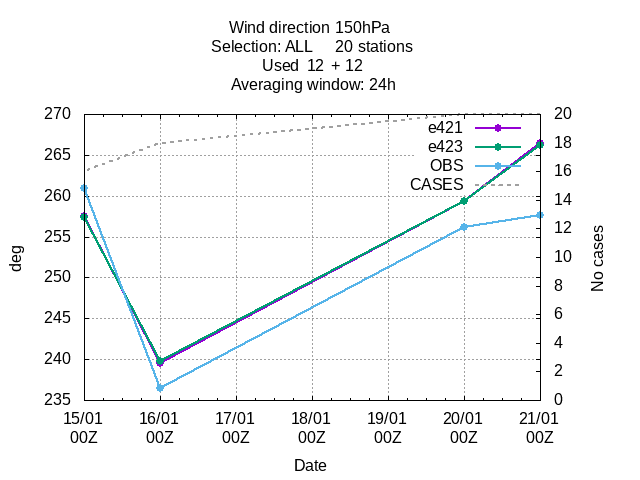 Wind direction 150hPa
Selection: ALL 20 stations
Used 12 + 12
Averaging window: 24h
270
265
260
255
250
245
240
235
deg
20
18
16
14
12
10
8
6
4
2
0
No cases
e421
e423
OBS
CASES
15/01 16/01 17/01 18/01 19/01 20/01 21/01
00Z 00Z 00Z 00Z 00Z 00Z 00Z
Date